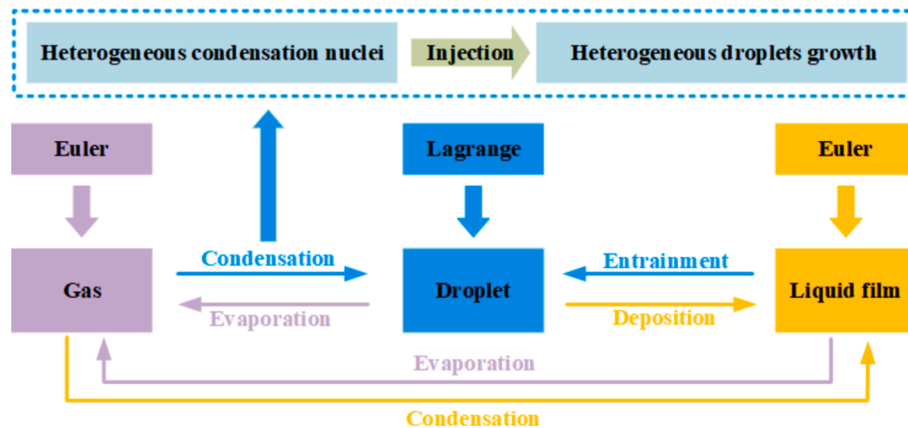 Heterogeneous condensation nuclei
Injection
Heterogeneous droplets growth
Euler
Lagrange
Euler
Condensation
Entrainment
Gas
Droplet
Liquid film
Evaporation
Deposition
Evaporation
Condensation